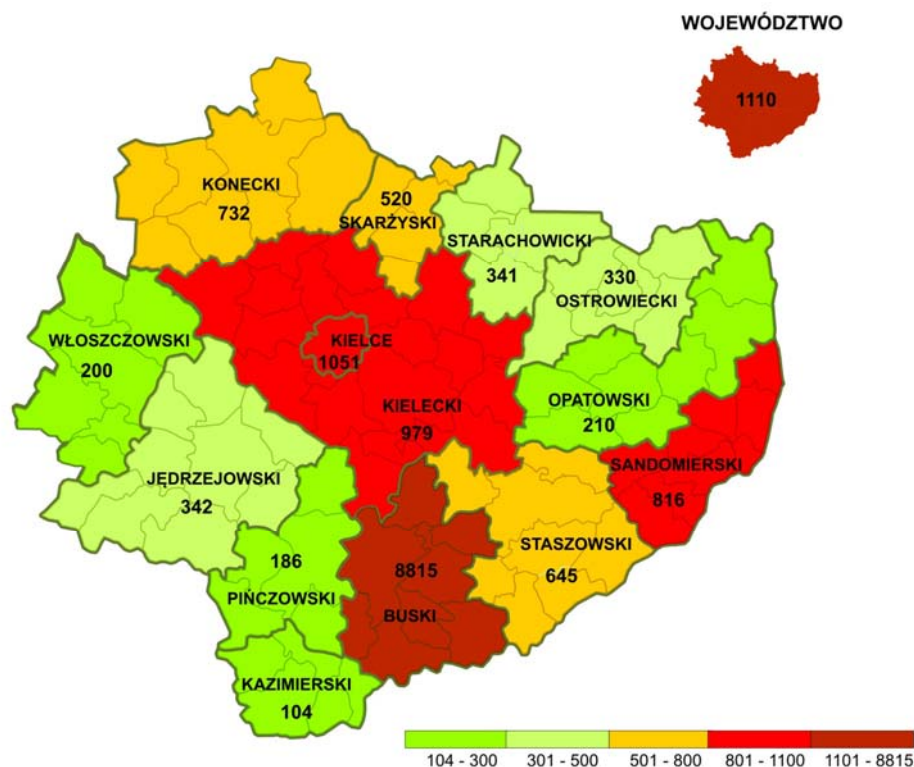 WOJEWÓDZTWO
1110
KONECKI
732
520
SKARŻYSKI
STARACHOWICKI
341
330
OSTROWIECKI
WŁOSZCZOWSKI
200
KIELCE
1051
OPATOWSKI
210
KIELECKI
979
JĘDRZEJOWSKI
342
SANDOMIERSKI
816
STASZOWSKI
645
186
PIŃCZOWSKI
8815
BUSKI
KAZIMIERSKI
104
104 - 300 301 - 500 501 - 800 801 - 1100 1101 - 8815